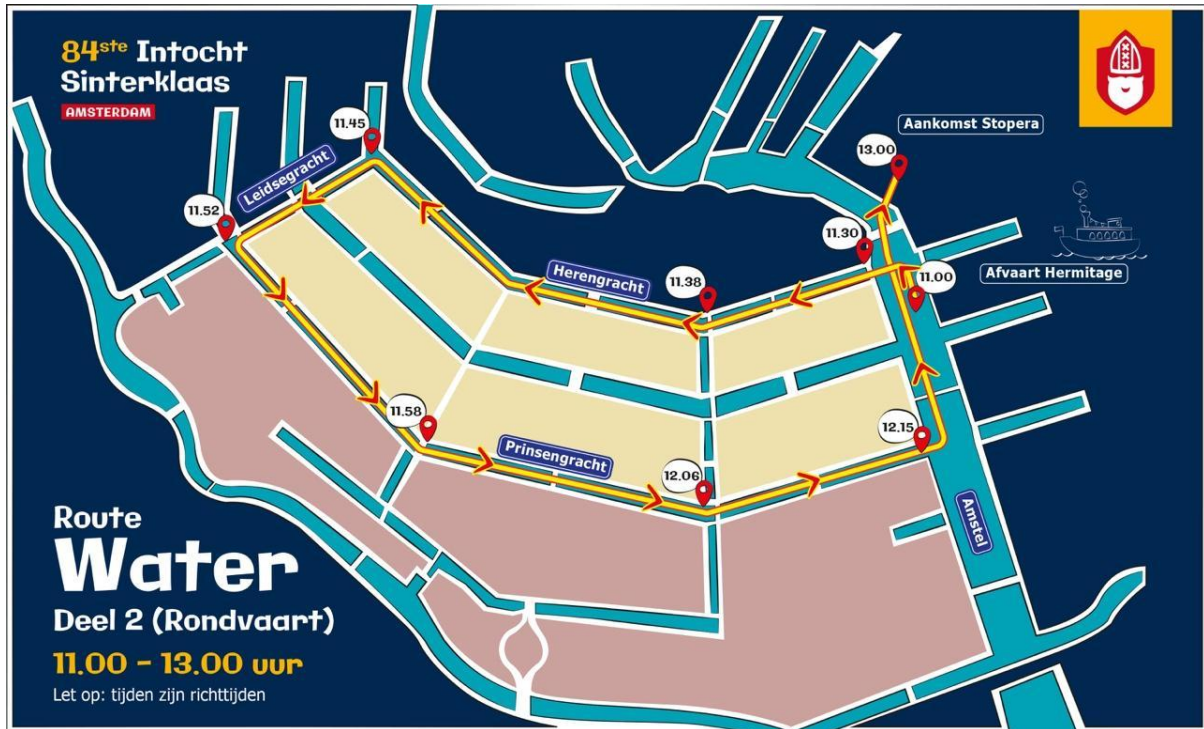 84ste Intocht
Sinterklaas
AMSTERDAM
11.45
Leidsegracht
11.52
Aankomst Stopera
13.00
11.30
11.00
Afvaart Hermitage
Herengracht
11.38
11.58
Prinsengracht
12.06
12.15
Amstel
Route
Water
Deel 2 (Rondvaart)
11.00 - 13.00 uur
Let op: tijden zijn richttijden